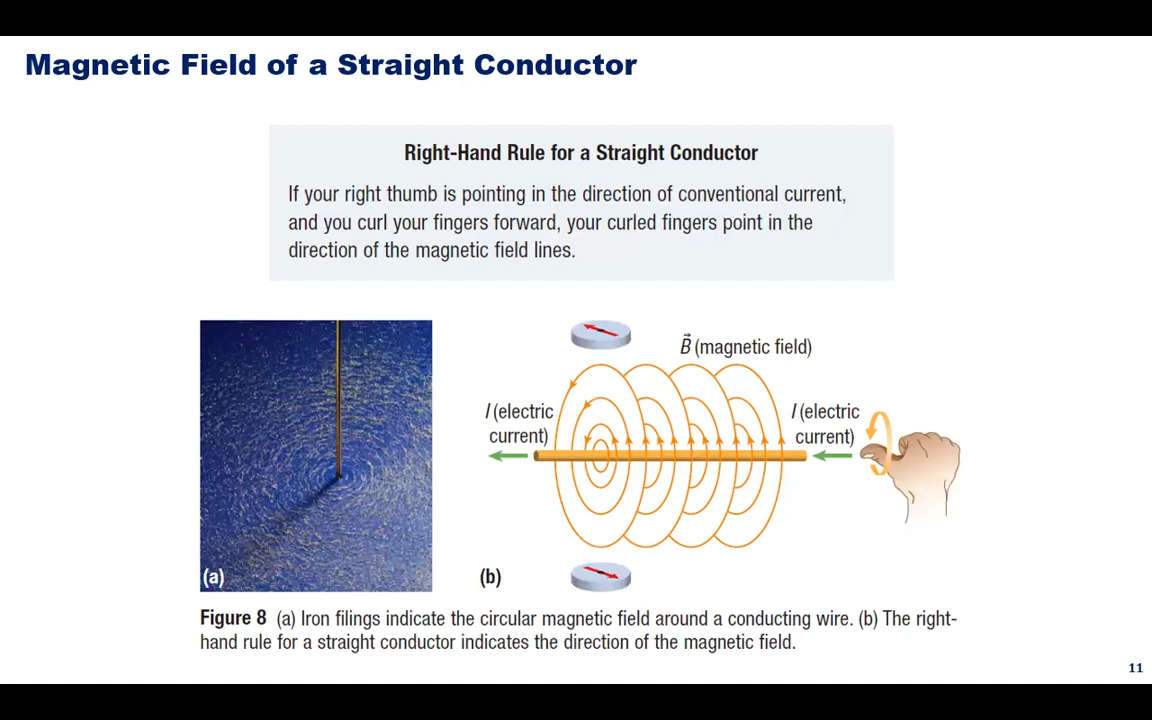 Magnetic Field of a Straight Conductor
Right-Hand Rule for a Straight Conductor
If your right thumb is pointing in the direction of conventional current,
and you curl your fingers forward, your curled fingers point in the
direction of the magnetic field lines.
B⃗ (magnetic field)
I (electric
current)
I (electric
current)
(a)
(b)
Figure 8 (a) Iron filings indicate the circular magnetic field around a conducting wire. (b) The right-
hand rule for a straight conductor indicates the direction of the magnetic field.
11